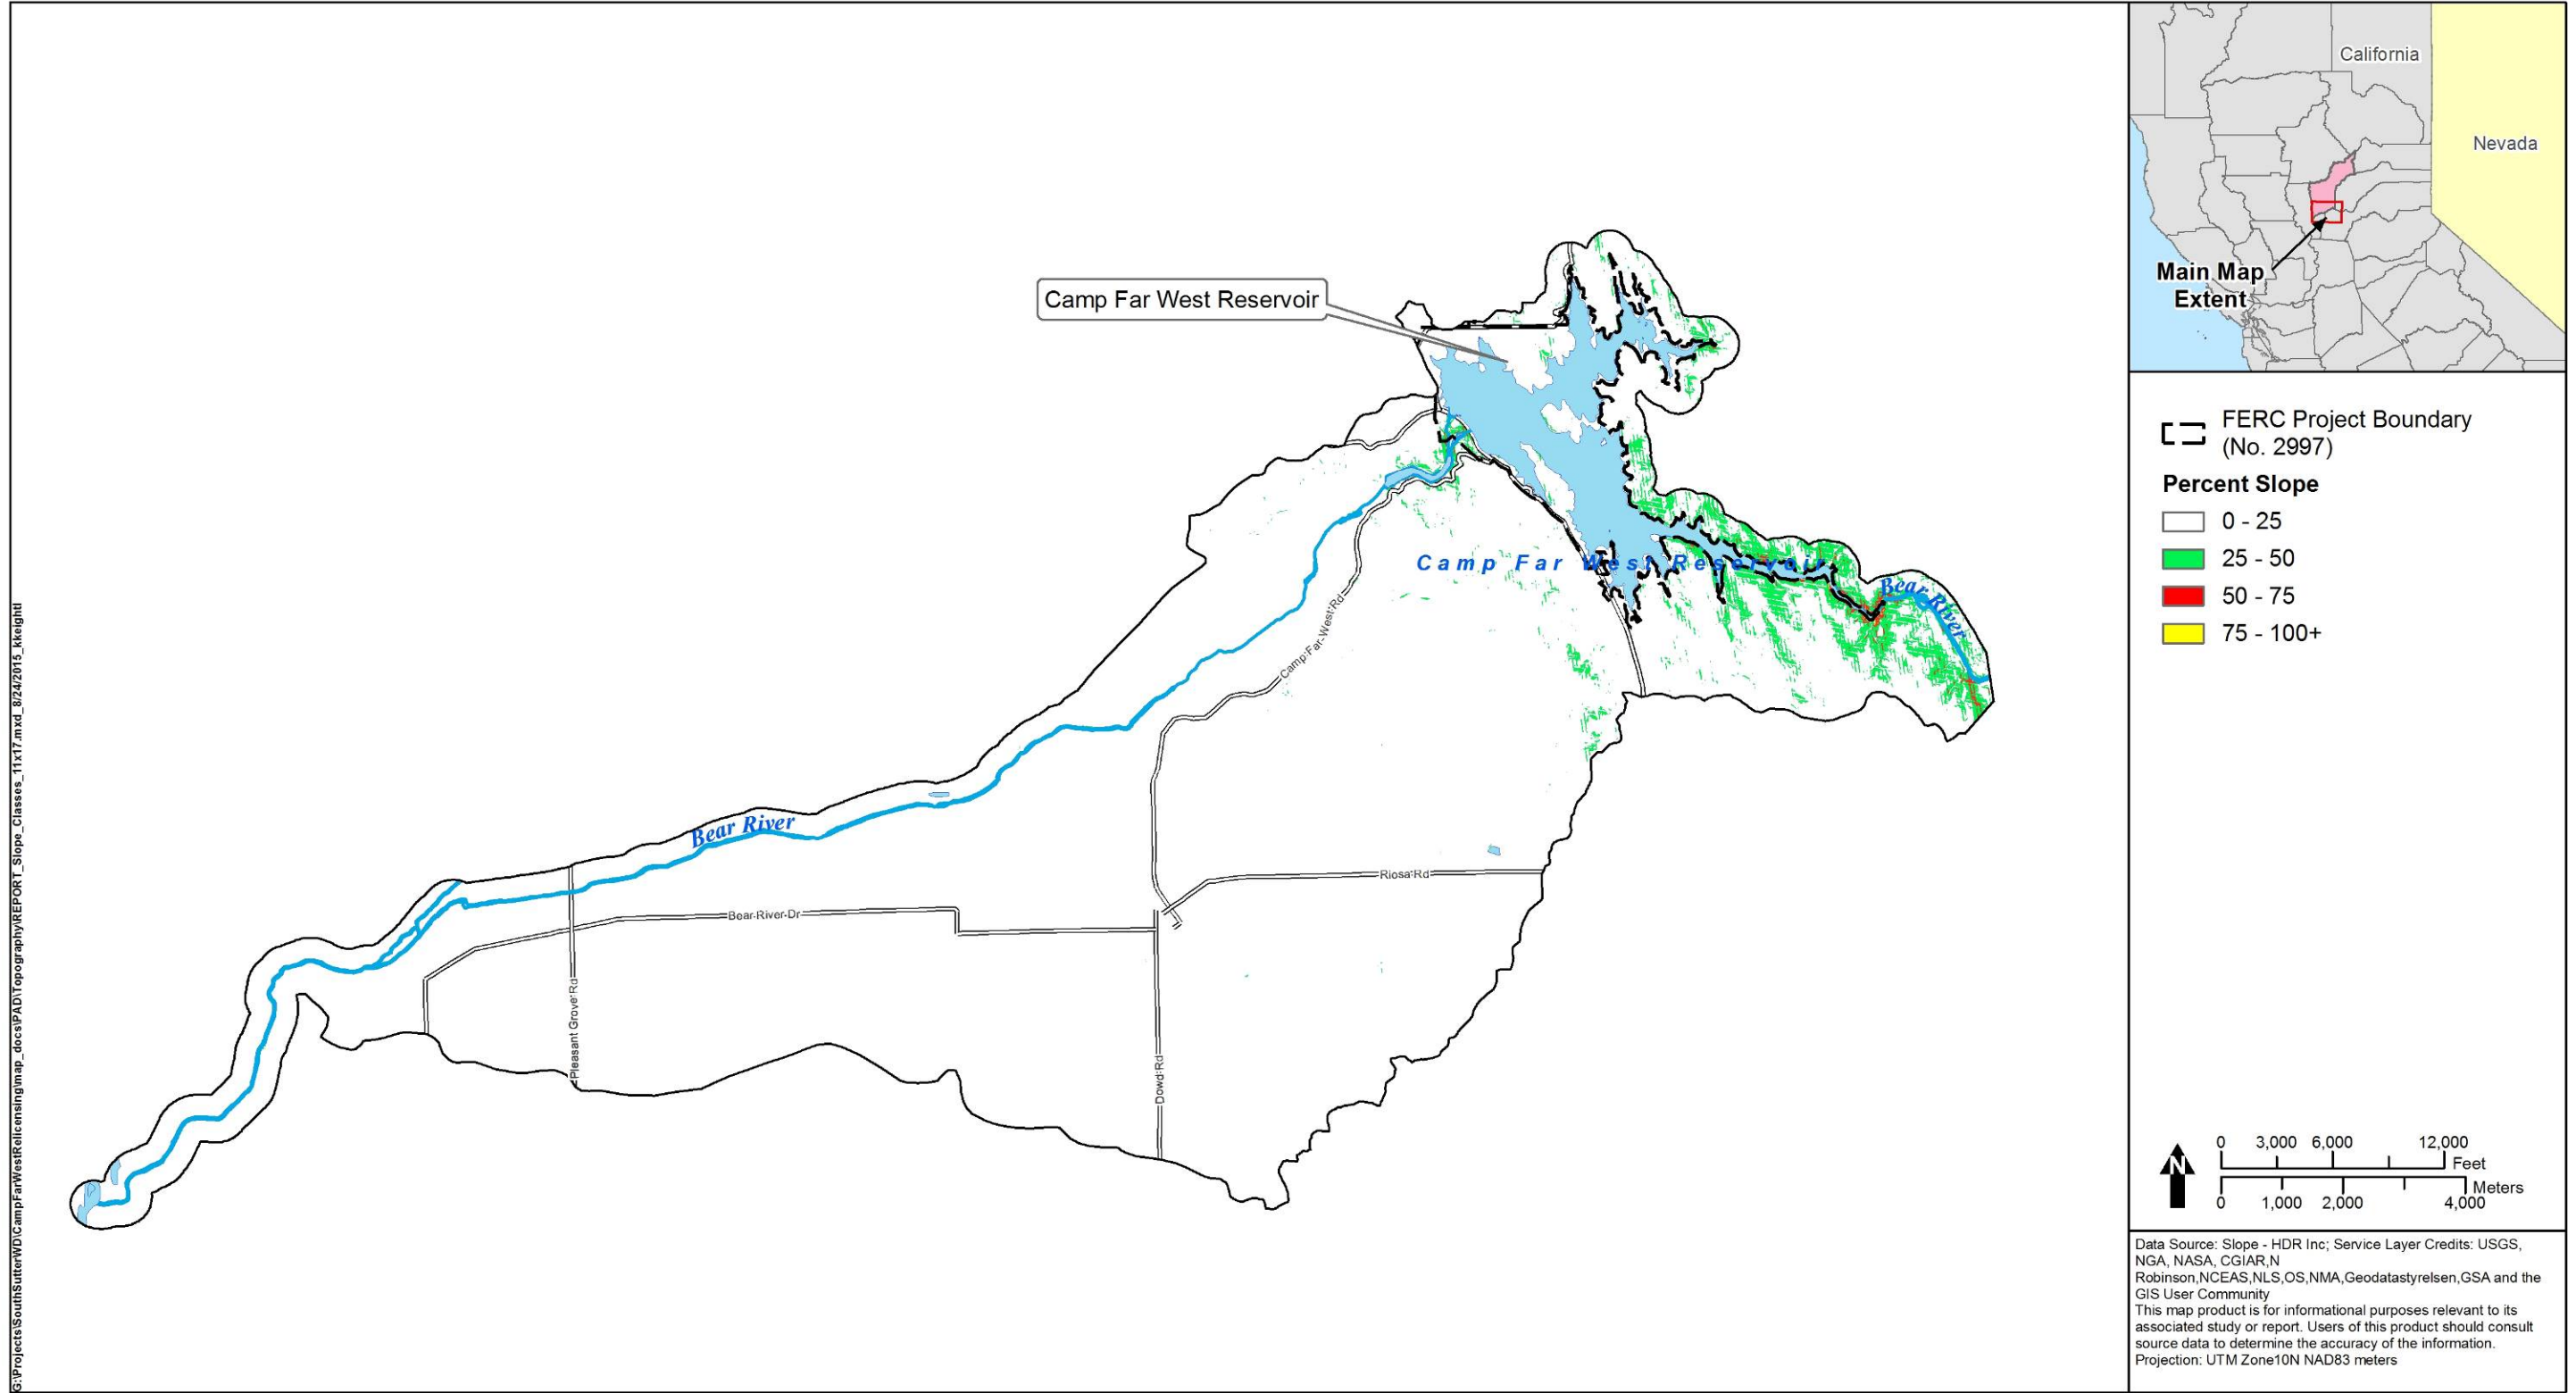 California
Nevada
Main Map
Extent
Camp Far West Reservoir
Camp Far West Reservoir
Bear River
Camp-Far-West-Rd
Bear River
Riosa-Rd
Bear-River-Dr
Pleasant Grove-Rd
Dowd-Rd
FERC Project Boundary
(No. 2997)
Percent Slope
0 - 25
25 - 50
50 - 75
75 - 100+
N
0 3,000 6,000 12,000
Feet
Meters
0 1,000 2,000 4,000
Data Source: Slope - HDR Inc; Service Layer Credits: USGS,
NGA, NASA, CGIAR,N
Robinson,NCEAS,NLS,OS,NMA,Geodatastyrelsen,GSA and the
GIS User Community
This map product is for informational purposes relevant to its
associated study or report. Users of this product should consult
source data to determine the accuracy of the information.
Projection: UTM Zone10N NAD83 meters
G:\Projects\SouthSutterWD\CampFarWestRelicensing\map_docs\PAD\Topography\REPORT_Slope_Classes_11x17.mxd_8/24/2015_kkeightl